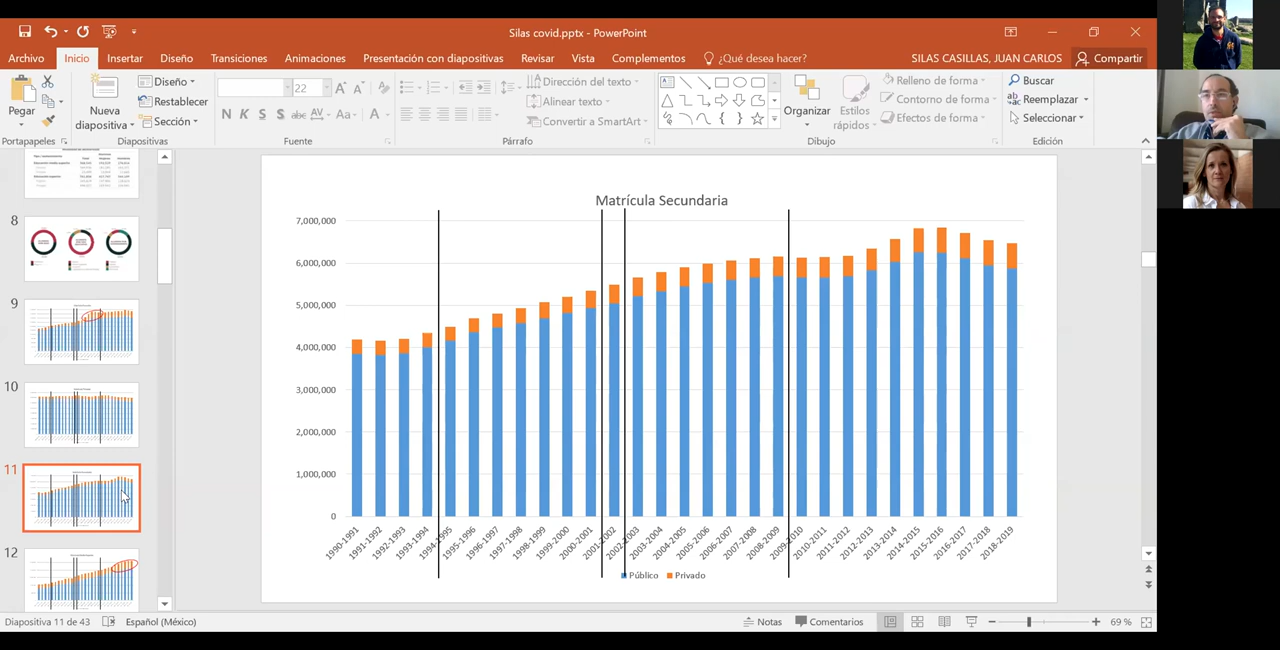 Silas covid.pptx - PowerPoint
Archivo Inicio Insertar Diseño Transiciones Animaciones Presentación con diapositivas Revisar Vista Complementos ¿Qué desea hacer? SILAS CASILLAS, JUAN CARLOS Compartir
Pegar
Nueva diapositiva
Diseño
Restablecer
Sección
22
N K S S abc AV Aa A
Dirección del texto
Alinear texto
Convertir a SmartArt
Organizar
Estilos rápidos
Relleno de forma
Contorno de forma
Efectos de forma
Buscar
Reemplazar
Seleccionar
Portapapeles Diapositivas Fuente Párrafo Dibujo Edición
8
9
10
11
12
Matrícula Secundaria
7,000,000
6,000,000
5,000,000
4,000,000
3,000,000
2,000,000
1,000,000
0
1990-1991 1991-1992 1992-1993 1993-1994 1994-1995 1995-1996 1996-1997 1997-1998 1998-1999 1999-2000 2000-2001 2001-2002 2002-2003 2003-2004 2004-2005 2005-2006 2006-2007 2007-2008 2008-2009 2009-2010 2010-2011 2011-2012 2012-2013 2013-2014 2014-2015 2015-2016 2016-2017 2017-2018 2018-2019
Público Privado
Diapositiva 11 de 43 Español (México) Notas Comentarios 69 %